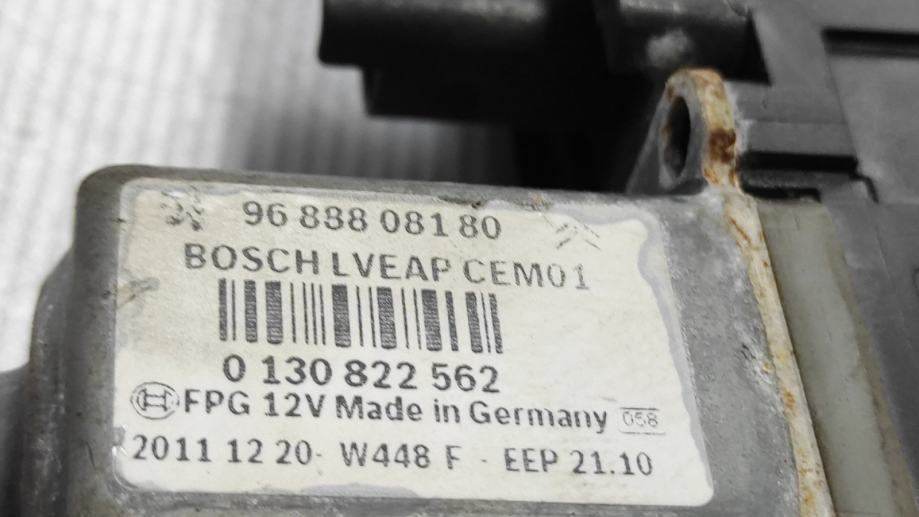 96 888 081 80
BOSCH LVEAP CEM01
0 130 822 562
FPG 12V Made in Germany 058
2011 12 20- W448 F - EEP 21.10